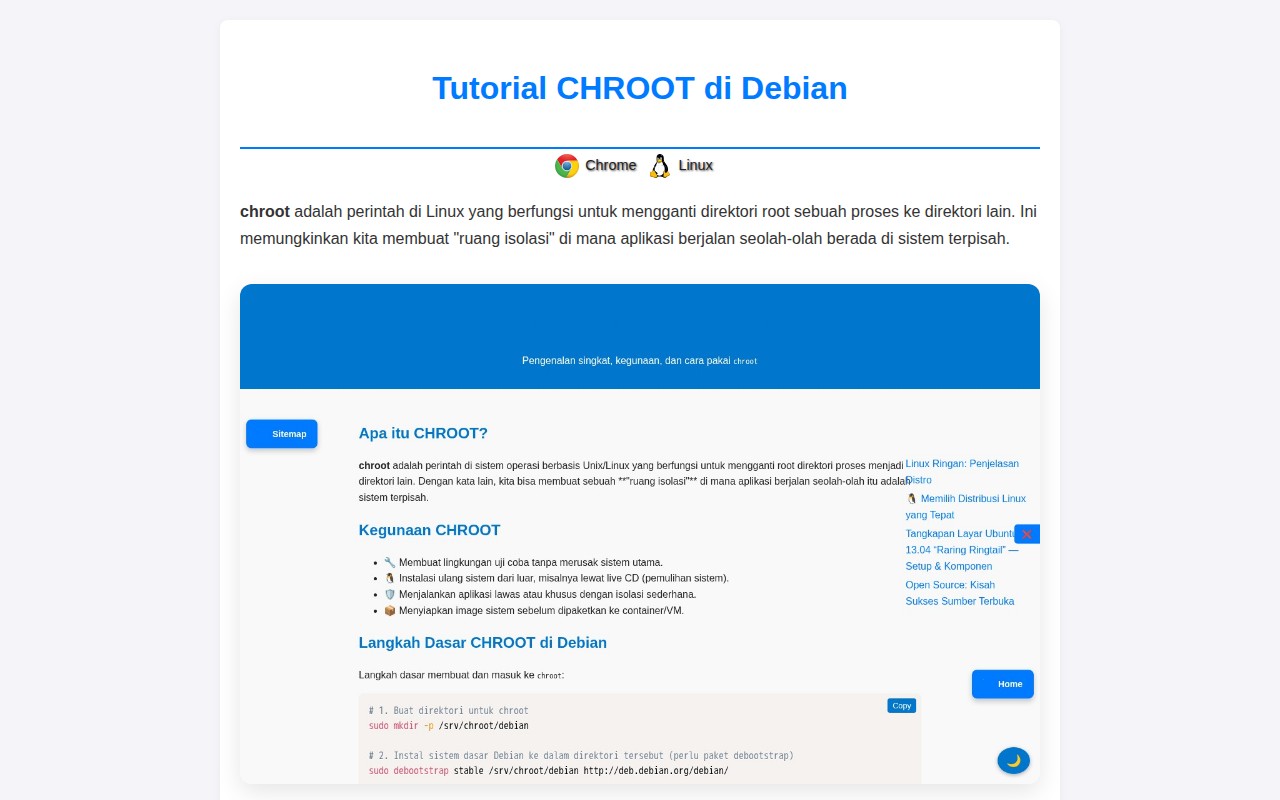 Tutorial CHROOT di Debian
Chrome Linux
chroot adalah perintah di Linux yang berfungsi untuk mengganti direktori root sebuah proses ke direktori lain. Ini
memungkinkan kita membuat "ruang isolasi" di mana aplikasi berjalan seolah-olah berada di sistem terpisah.
Pengenalan singkat, kegunaan, dan cara pakai chroot
Sitemap
Apa itu CHROOT?
chroot adalah perintah di sistem operasi berbasis Unix/Linux yang berfungsi untuk mengganti root direktori proses menjadi
direktori lain. Dengan kata lain, kita bisa membuat sebuah **"ruang isolasi"** di mana aplikasi berjalan seolah-olah itu adalah
sistem terpisah.
Kegunaan CHROOT
🔧 Membuat lingkungan uji coba tanpa merusak sistem utama.
🐧 Instalasi ulang sistem dari luar, misalnya lewat live CD (pemulihan sistem).
🛡️ Menjalankan aplikasi lawas atau khusus dengan isolasi sederhana.
📦 Menyiapkan image sistem sebelum dipaketkan ke container/VM.
Langkah Dasar CHROOT di Debian
Langkah dasar membuat dan masuk ke chroot:
Copy
# 1. Buat direktori untuk chroot
sudo mkdir -p /srv/chroot/debian
# 2. Instal sistem dasar Debian ke dalam direktori tersebut (perlu paket debootstrap)
sudo debootstrap stable /srv/chroot/debian http://deb.debian.org/debian/
Linux Ringan: Penjelasan
Distro
🐧 Memilih Distribusi Linux
yang Tepat
Tangkapan Layar Ubuntu
13.04 “Raring Ringtail” —
Setup & Komponen
Open Source: Kisah
Sukses Sumber Terbuka
Home